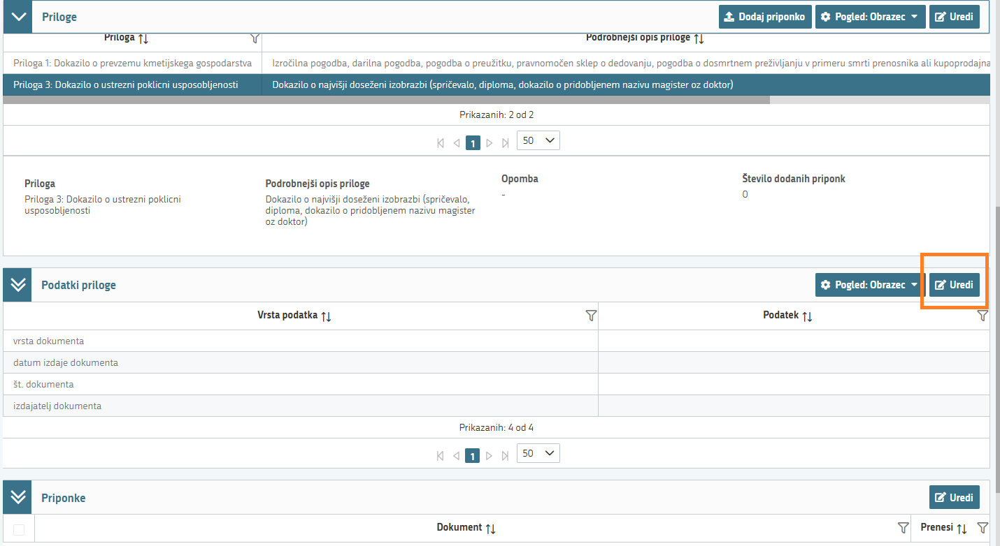 Priloge
Dodaj priponko
Pogled: Obrazec
Uredi
Priloga
Podrobnejši opis priloge
Priloga 1: Dokazilo o prevzemu kmetijskega gospodarstva
Izročilna pogodba, darilna pogodba, pogodba o preužitku, pravnomočen sklep o dedovanju, pogodba o dosmrtnem preživljanju v primeru smrti prenosnika ali kupoprodajna
Priloga 3: Dokazilo o ustrezni poklicni usposobljenosti
Dokazilo o najvišji doseženi izobrazbi (spričevalo, diploma, dokazilo o pridobljenem nazivu magister oz doktor)
Prikazanih: 2 od 2
1
50
Priloga
Priloga 3: Dokazilo o ustrezni poklicni
usposobljenosti
Podrobnejši opis priloge
Dokazilo o najvišji doseženi izobrazbi (spričevalo,
diploma, dokazilo o pridobljenem nazivu magister
oz doktor)
Opomba
-
Število dodanih priponk
0
Podatki priloge
Pogled: Obrazec
Uredi
Vrsta podatka
Podatek
vrsta dokumenta
datum izdaje dokumenta
št. dokumenta
izdajatelj dokumenta
Prikazanih: 4 od 4
1
50
Priponke
Uredi
Dokument
Prenesi